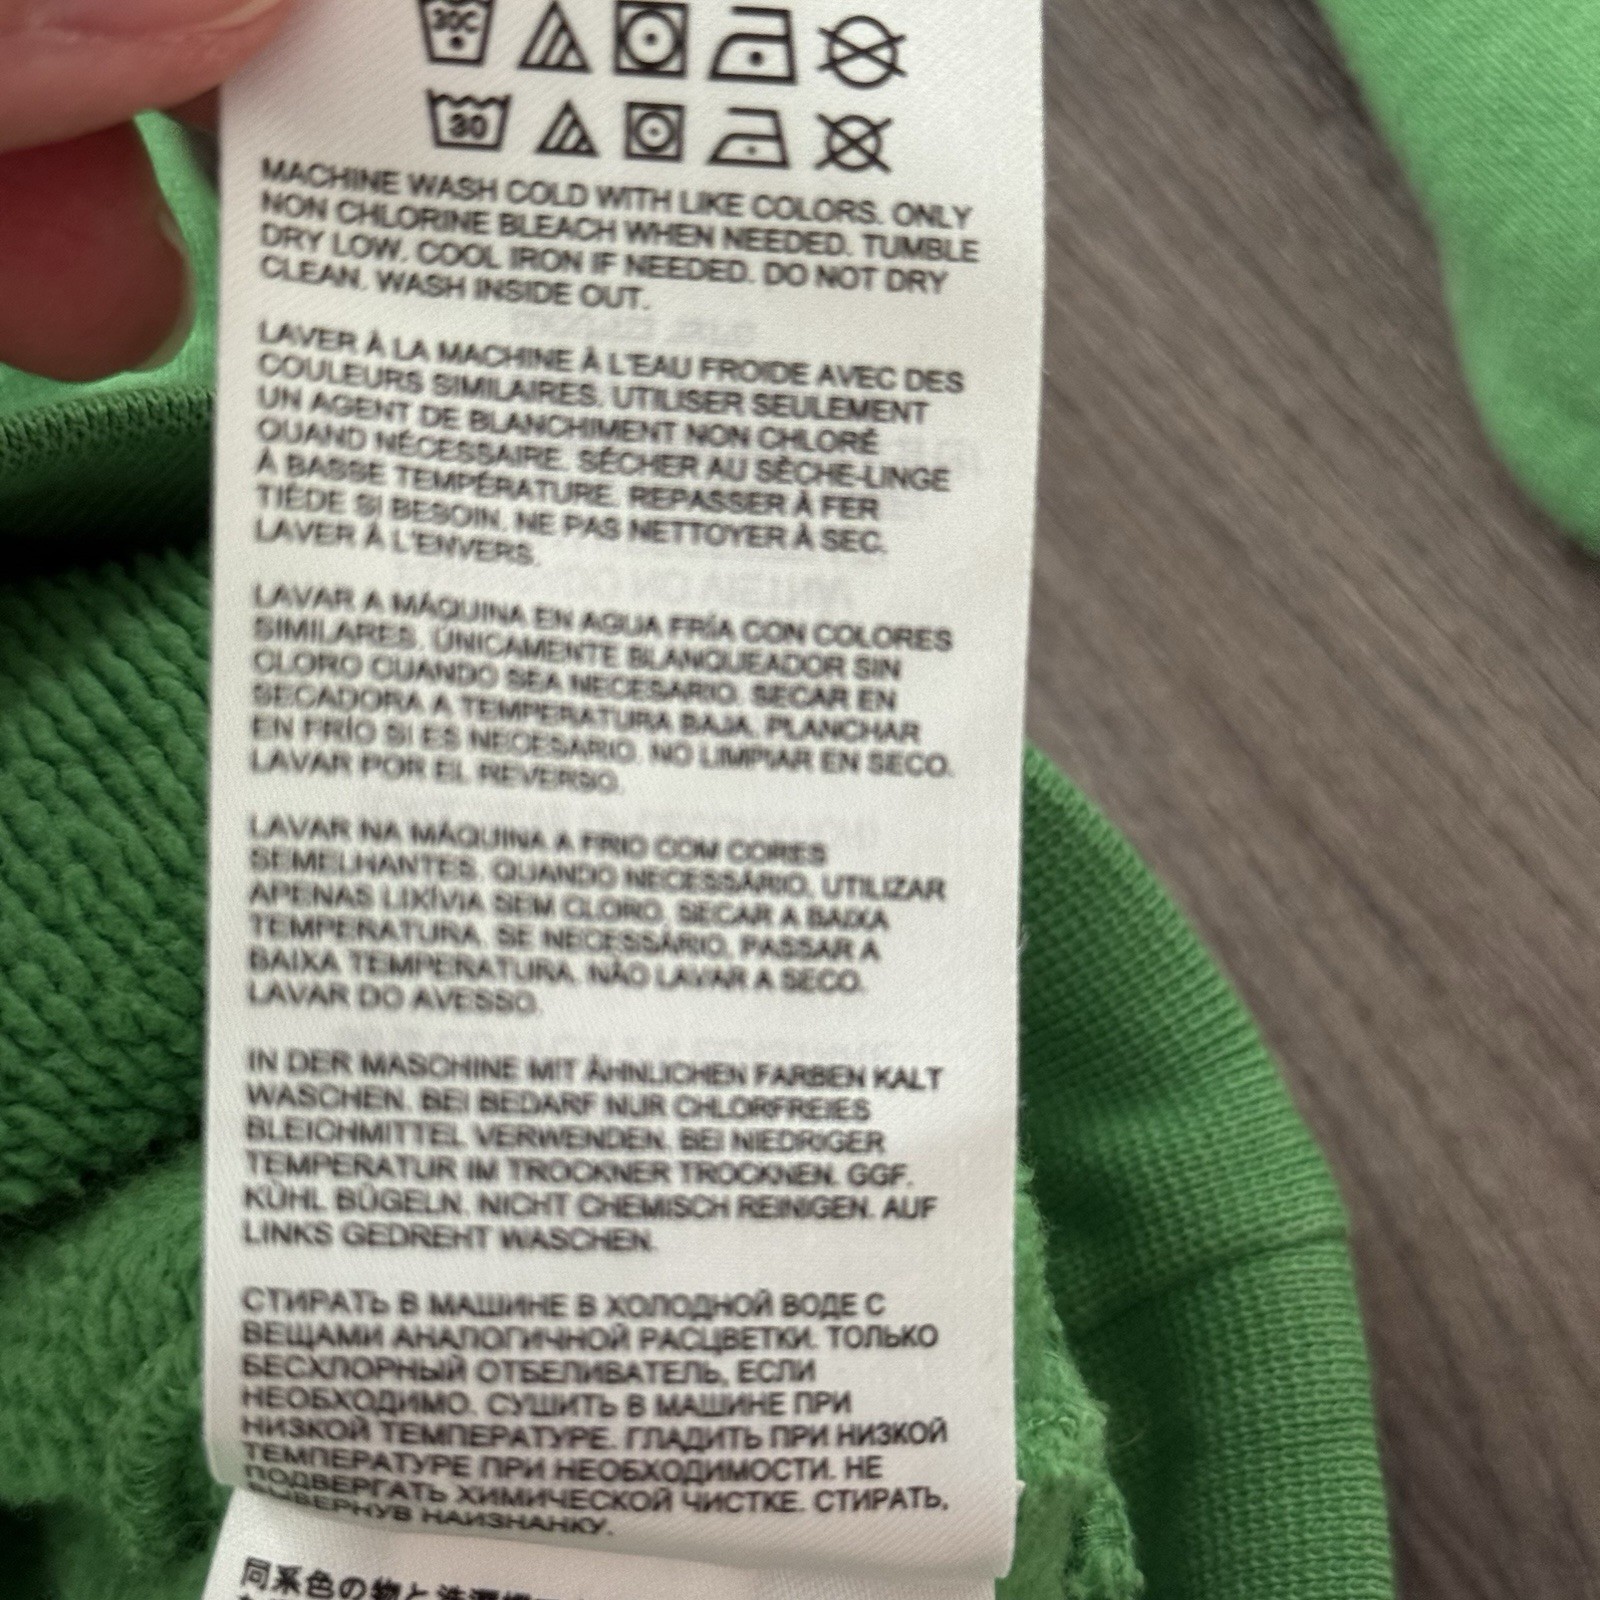 30C
30
MACHINE WASH COLD WITH LIKE COLORS. ONLY
NON CHLORINE BLEACH WHEN NEEDED. TUMBLE
DRY LOW. COOL IRON IF NEEDED. DO NOT DRY
CLEAN. WASH INSIDE OUT.
LAVER À LA MACHINE À L'EAU FROIDE AVEC DES
COULEURS SIMILAIRES. UTILISER SEULEMENT
UN AGENT DE BLANCHIMENT NON CHLORÉ
QUAND NÉCESSAIRE. SÉCHER AU SÈCHE-LINGE
À BASSE TEMPÉRATURE. REPASSER À FER
TIÈDE SI BESOIN. NE PAS NETTOYER À SEC.
LAVER À L'ENVERS.
LAVAR A MÁQUINA EN AGUA FRÍA CON COLORES
SIMILARES. ÚNICAMENTE BLANQUEADOR SIN
CLORO CUANDO SEA NECESARIO. SECAR EN
SECADORA A TEMPERATURA BAJA. PLANCHAR
EN FRÍO SI ES NECESARIO. NO LIMPIAR EN SECO.
LAVAR POR EL REVERSO.
LAVAR NA MÁQUINA A FRIO COM CORES
SEMELHANTES. QUANDO NECESSÁRIO, UTILIZAR
APENAS LIXÍVIA SEM CLORO. SECAR A BAIXA
TEMPERATURA. SE NECESSÁRIO, PASSAR A
BAIXA TEMPERATURA. NÃO LAVAR A SECO.
LAVAR DO AVESSO.
IN DER MASCHINE MIT ÄHNLICHEN FARBEN KALT
WASCHEN. BEI BEDARF NUR CHLORFREIES
BLEICHMITTEL VERWENDEN. BEI NIEDRIGER
TEMPERATUR IM TROCKNER TROCKNEN. GGF.
KÜHL BÜGELN. NICHT CHEMISCH REINIGEN. AUF
LINKS GEDREHT WASCHEN.
СТИРАТЬ В МАШИНЕ В ХОЛОДНОЙ ВОДЕ С
ВЕЩАМИ АНАЛОГИЧНОЙ РАСЦВЕТКИ. ТОЛЬКО
БЕСХЛОРНЫЙ ОТБЕЛИВАТЕЛЬ, ЕСЛИ
НЕОБХОДИМО. СУШИТЬ В МАШИНЕ ПРИ
НИЗКОЙ ТЕМПЕРАТУРЕ. ГЛАДИТЬ ПРИ НИЗКОЙ
ТЕМПЕРАТУРЕ ПРИ НЕОБХОДИМОСТИ. НЕ
ПОДВЕРГАТЬ ХИМИЧЕСКОЙ ЧИСТКЕ. СТИРАТЬ,
ВЫВЕРНУВ НАИЗНАНКУ.
同系色の物と洗濯